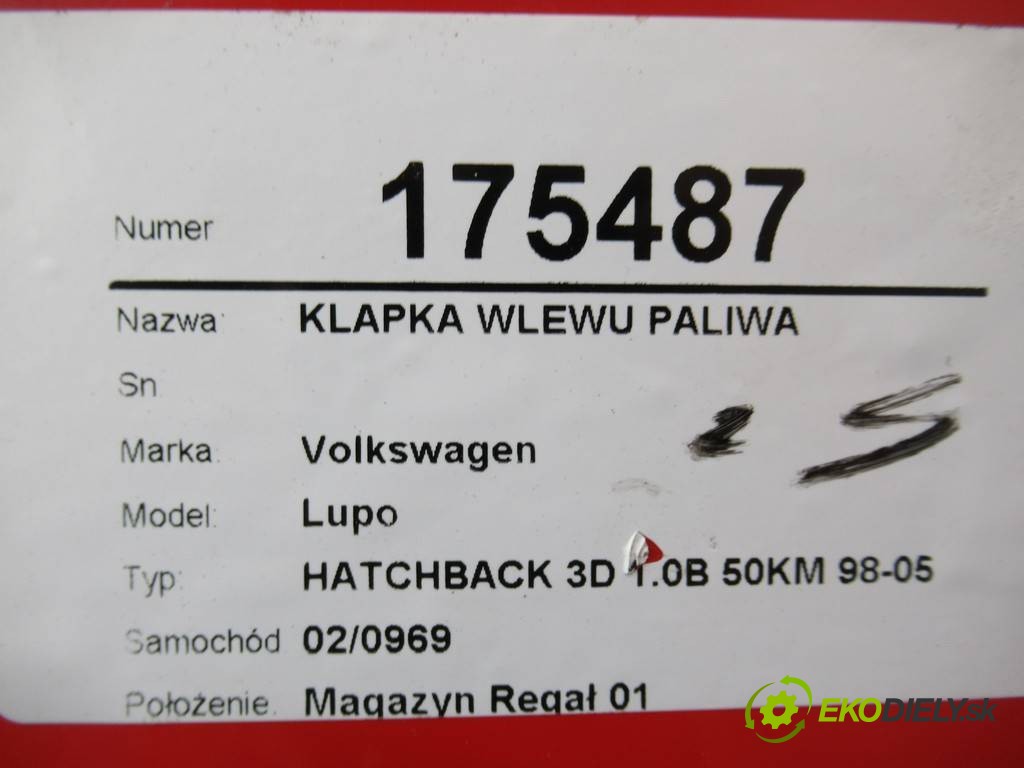 Numer 175487
Nazwa: KLAPKA WLEWU PALIWA
Sn
Marka: Volkswagen
Model: Lupo
Typ: HATCHBACK 3D 1.0B 50KM 98-05
Samochód 02/0969
Położenie. Magazyn Regał 01
EKODIELY.sk